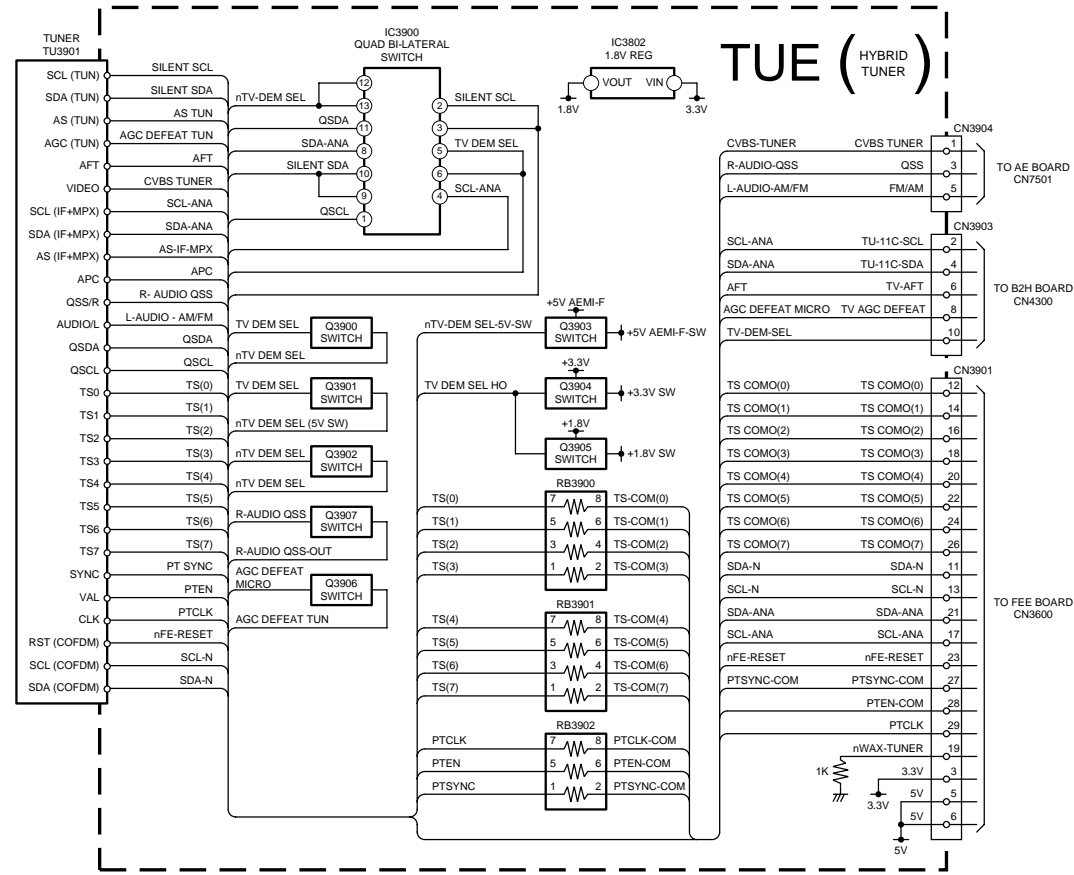 TUNER
TU3901
SCL (TUN)
SDA (TUN)
AS (TUN)
AGC (TUN)
AFT
VIDEO
SCL (IF+MPX)
SDA (IF+MPX)
AS (IF+MPX)
APC
QSS/R
AUDIO/L
QSDA
QSCL
TS0
TS1
TS2
TS3
TS4
TS5
TS6
TS7
SYNC
VAL
CLK
RST (COFDM)
SCL (COFDM)
SDA (COFDM)
SILENT SCL
SILENT SDA
AS TUN
AGC DEFEAT TUN
AFT
CVBS TUNER
SCL-ANA
SDA-ANA
AS-IF-MPX
APC
R- AUDIO QSS
L-AUDIO - AM/FM
QSDA
QSCL
TS(0)
TS(1)
TS(2)
TS(3)
TS(4)
TS(5)
TS(6)
TS(7)
PT SYNC
PTEN
PTCLK
nFE-RESET
SCL-N
SDA-N
IC3900
QUAD BI-LATERAL
SWITCH
nTV-DEM SEL
QSDA
SDA-ANA
SILENT SDA
QSCL
12
13
11
8
10
9
1
2
3
5
6
4
SILENT SCL
TV DEM SEL
SCL-ANA
IC3802
1.8V REG
VOUT VIN
1.8V
3.3V
TUE ( HYBRID
TUNER )
TV DEM SEL
Q3900
SWITCH
nTV DEM SEL
TV DEM SEL
Q3901
SWITCH
nTV DEM SEL (5V SW)
nTV DEM SEL
Q3902
SWITCH
nTV DEM SEL
R-AUDIO QSS
Q3907
SWITCH
R-AUDIO QSS-OUT
AGC DEFEAT
MICRO
Q3906
SWITCH
AGC DEFEAT TUN
+5V AEMI-F
nTV-DEM SEL-5V-SW
Q3903
SWITCH
+5V AEMI-F-SW
+3.3V
TV DEM SEL HO
Q3904
SWITCH
+3.3V SW
+1.8V
Q3905
SWITCH
+1.8V SW
RB3900
TS(0) 7 8 TS-COM(0)
TS(1) 5 6 TS-COM(1)
TS(2) 3 4 TS-COM(2)
TS(3) 1 2 TS-COM(3)
RB3901
TS(4) 7 8 TS-COM(4)
TS(5) 5 6 TS-COM(5)
TS(6) 3 4 TS-COM(6)
TS(7) 1 2 TS-COM(7)
RB3902
PTCLK 7 8 PTCLK-COM
PTEN 5 6 PTEN-COM
PTSYNC 1 2 PTSYNC-COM
CN3904
CVBS-TUNER CVBS TUNER 1
R-AUDIO-QSS QSS 3
L-AUDIO-AM/FM FM/AM 5
TO AE BOARD
CN7501
CN3903
SCL-ANA TU-11C-SCL 2
SDA-ANA TU-11C-SDA 4
AFT TV-AFT 6
AGC DEFEAT MICRO TV AGC DEFEAT 8
TV-DEM-SEL 10
TO B2H BOARD
CN4300
CN3901
TS COMO(0) TS COMO(0) 12
TS COMO(1) TS COMO(1) 14
TS COMO(2) TS COMO(2) 16
TS COMO(3) TS COMO(3) 18
TS COMO(4) TS COMO(4) 20
TS COMO(5) TS COMO(5) 22
TS COMO(6) TS COMO(6) 24
TS COMO(7) TS COMO(7) 26
SDA-N SDA-N 11
SCL-N SCL-N 13
SDA-ANA SDA-ANA 21
SCL-ANA SCL-ANA 17
nFE-RESET nFE-RESET 23
PTSYNC-COM PTSYNC-COM 27
PTEN-COM 28
PTCLK 29
nWAX-TUNER 19
1K
3.3V 3
3.3V
5V 5
5V 6
5V
TO FEE BOARD
CN3600